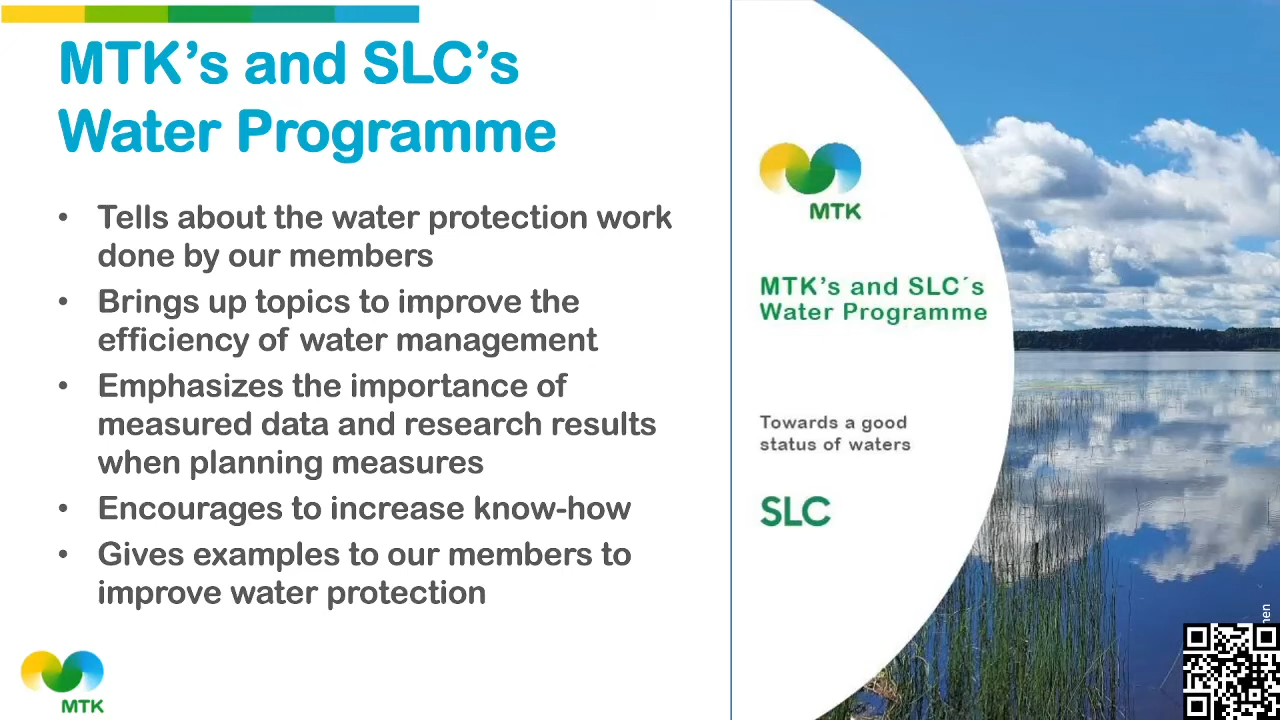 MTK’s and SLC’s
Water Programme
• Tells about the water protection work
done by our members
• Brings up topics to improve the
efficiency of water management
• Emphasizes the importance of
measured data and research results
when planning measures
• Encourages to increase know-how
• Gives examples to our members to
improve water protection
MTK
MTK
MTK’s and SLC´s
Water Programme
Towards a good
status of waters
SLC